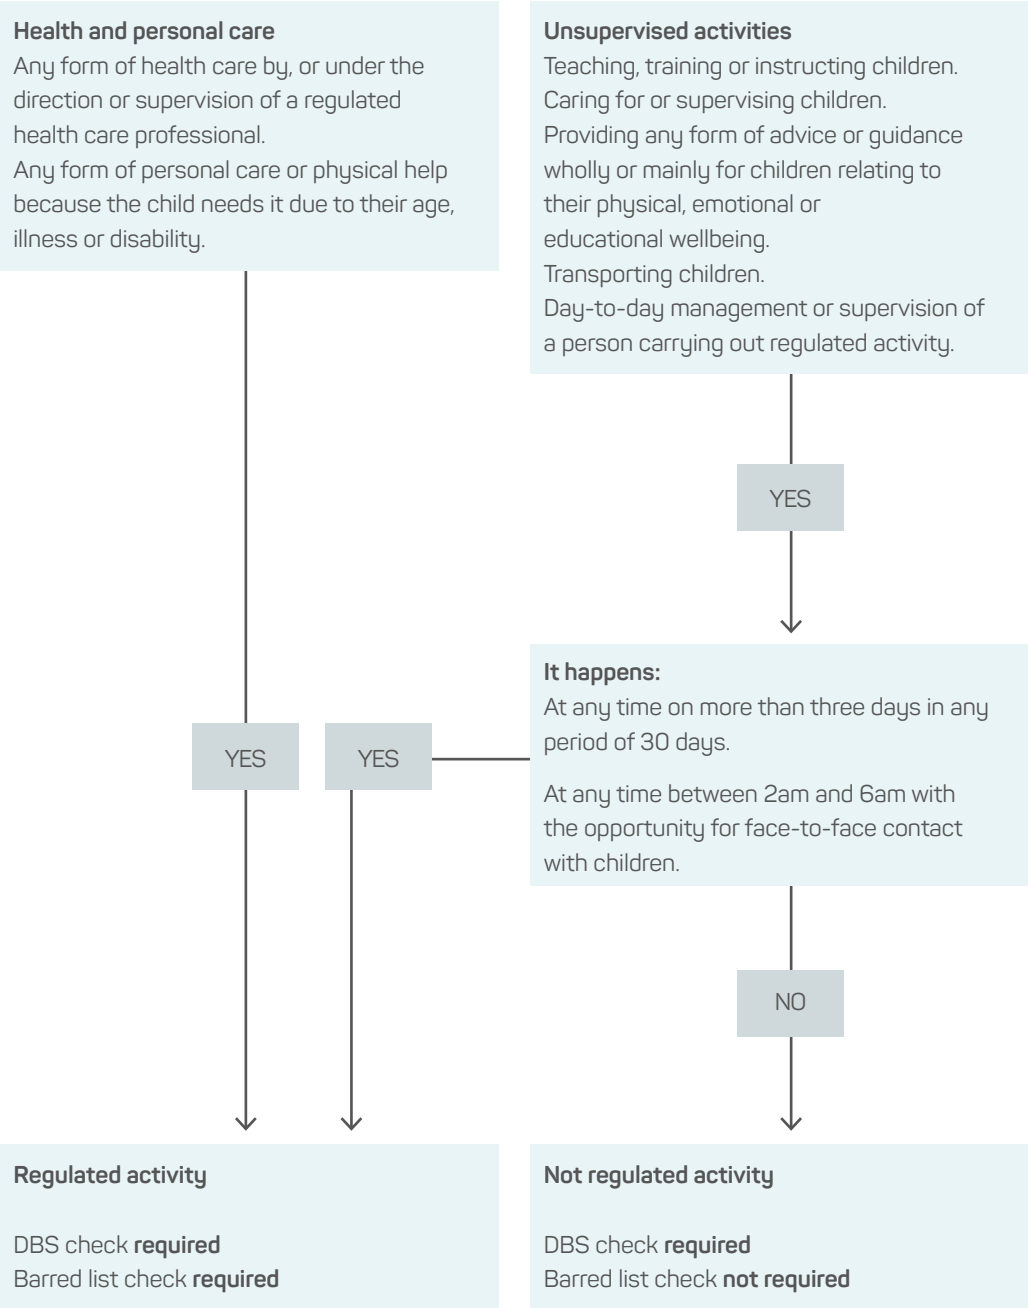 Health and personal care
Any form of health care by, or under the
direction or supervision of a regulated
health care professional.
Any form of personal care or physical help
because the child needs it due to their age,
illness or disability.
Unsupervised activities
Teaching, training or instructing children.
Caring for or supervising children.
Providing any form of advice or guidance
wholly or mainly for children relating to
their physical, emotional or
educational wellbeing.
Transporting children.
Day-to-day management or supervision of
a person carrying out regulated activity.
YES
It happens:
At any time on more than three days in any
period of 30 days.
At any time between 2am and 6am with
the opportunity for face-to-face contact
with children.
YES
YES
NO
Regulated activity
DBS check required
Barred list check required
Not regulated activity
DBS check required
Barred list check not required